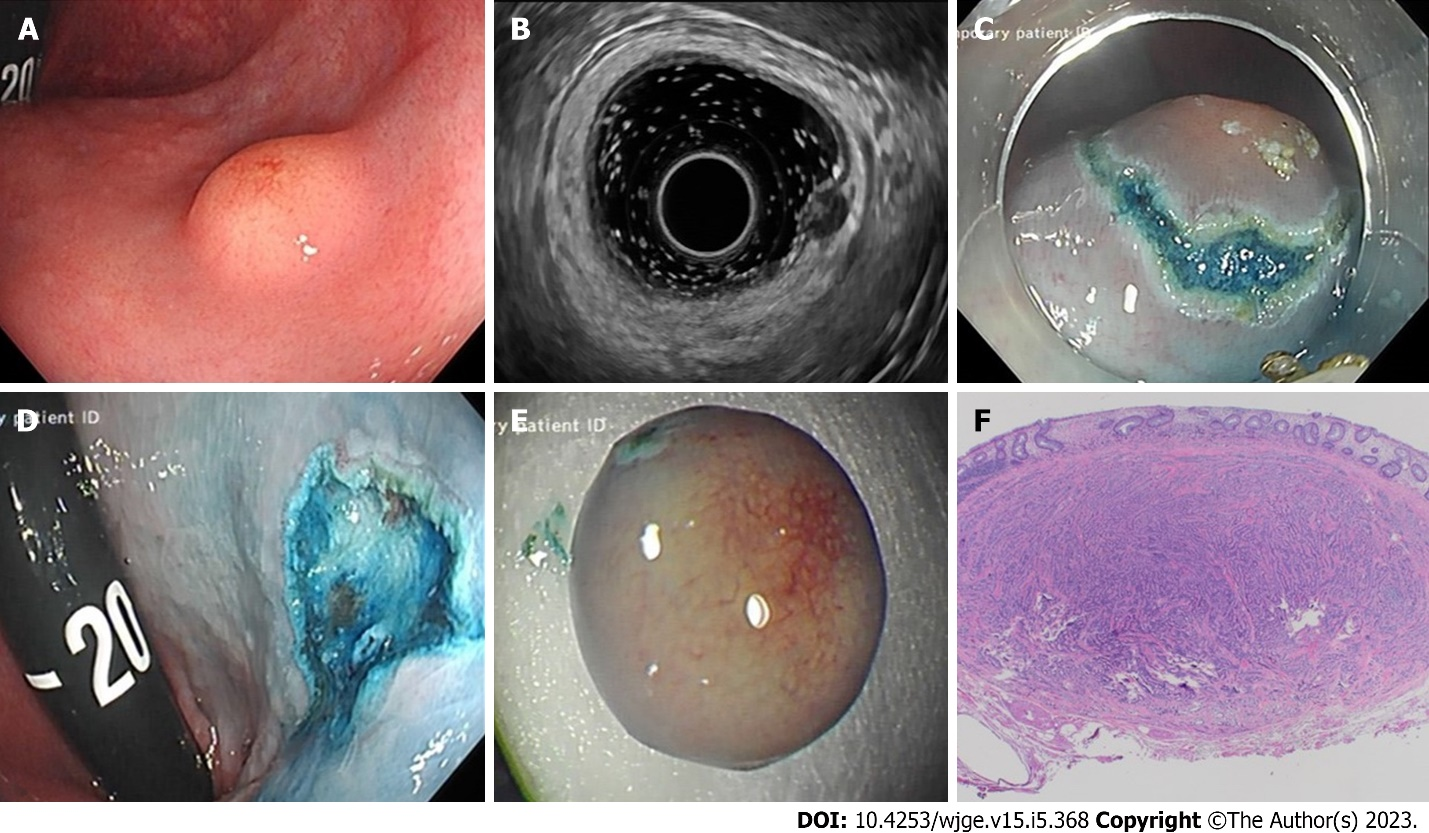 A
20
B
C
porary patient ID
D
y patient ID
-20
E
ry patient ID
F
DOI: 10.4253/wjge.v15.i5.368 Copyright ©The Author(s) 2023.